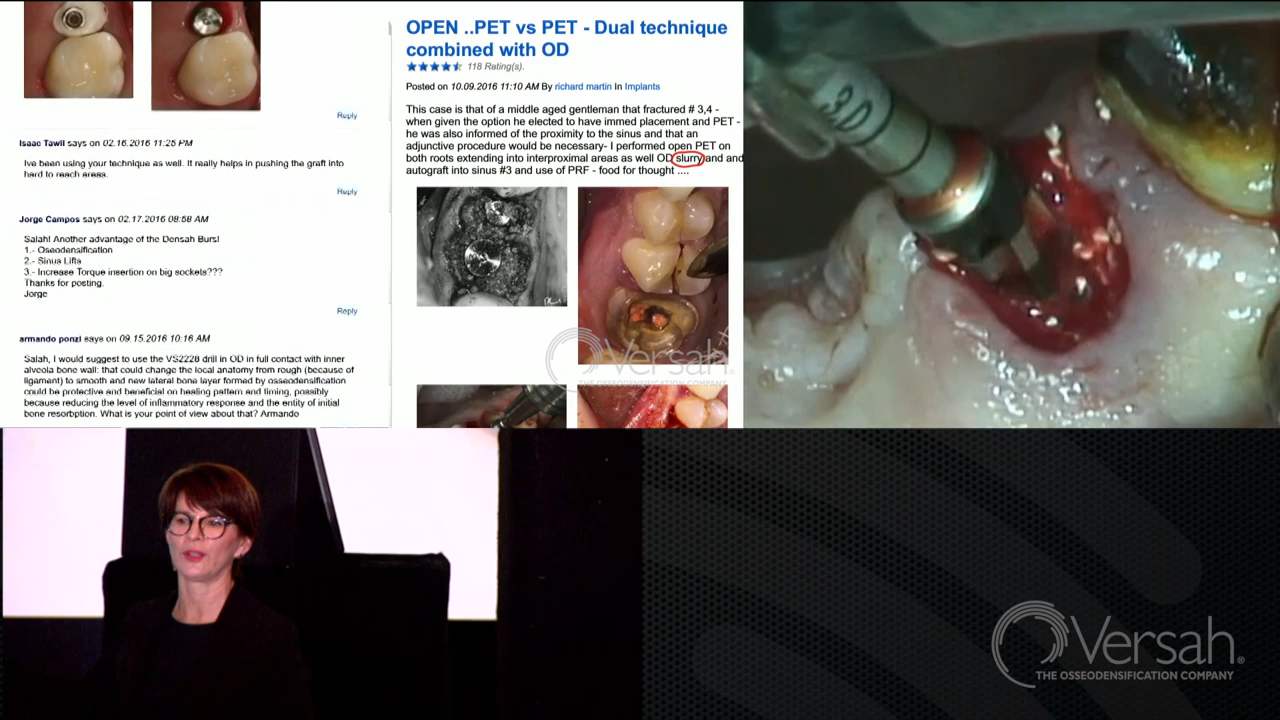 Reply
Isaac Tawil says on 02.16.2016 11:25 PM
Ive been using your technique as well. It really helps in pushing the graft into
hard to reach areas.
Reply
Jorge Campos says on 02.17.2016 08:58 AM
Salah! Another advantage of the Densah Burs!
1.- Oseodensification
2.- Sinus Lifts
3.- Increase Torque insertion on big sockets???
Thanks for posting.
Jorge
Reply
armando ponzi says on 09.15.2016 10:16 AM
Salah, I would suggest to use the VS2228 drill in OD in full contact with inner
alveola bone wall: that could change the local anatomy from rough (because of
ligament) to smooth and new lateral bone layer formed by osseodensification
could be protective and beneficial on healing pattern and timing, possibly
because reducing the level of inflammatory response and the entity of initial
bone resorbption. What is your point of view about that? Armando
OPEN ..PET vs PET - Dual technique
combined with OD
118 Rating(s).
Posted on 10.09.2016 11:10 AM By richard martin In Implants
This case is that of a middle aged gentleman that fractured # 3,4 -
when given the option he elected to have immed placement and PET -
he was also informed of the proximity to the sinus and that an
adjunctive procedure would be necessary- I performed open PET on
both roots extending into interproximal areas as well OD slurry and and
autograft into sinus #3 and use of PRF - food for thought ....
Versah
THE OSSEODENSIFICATION COMPANY
3.0
Versah®
THE OSSEODENSIFICATION COMPANY